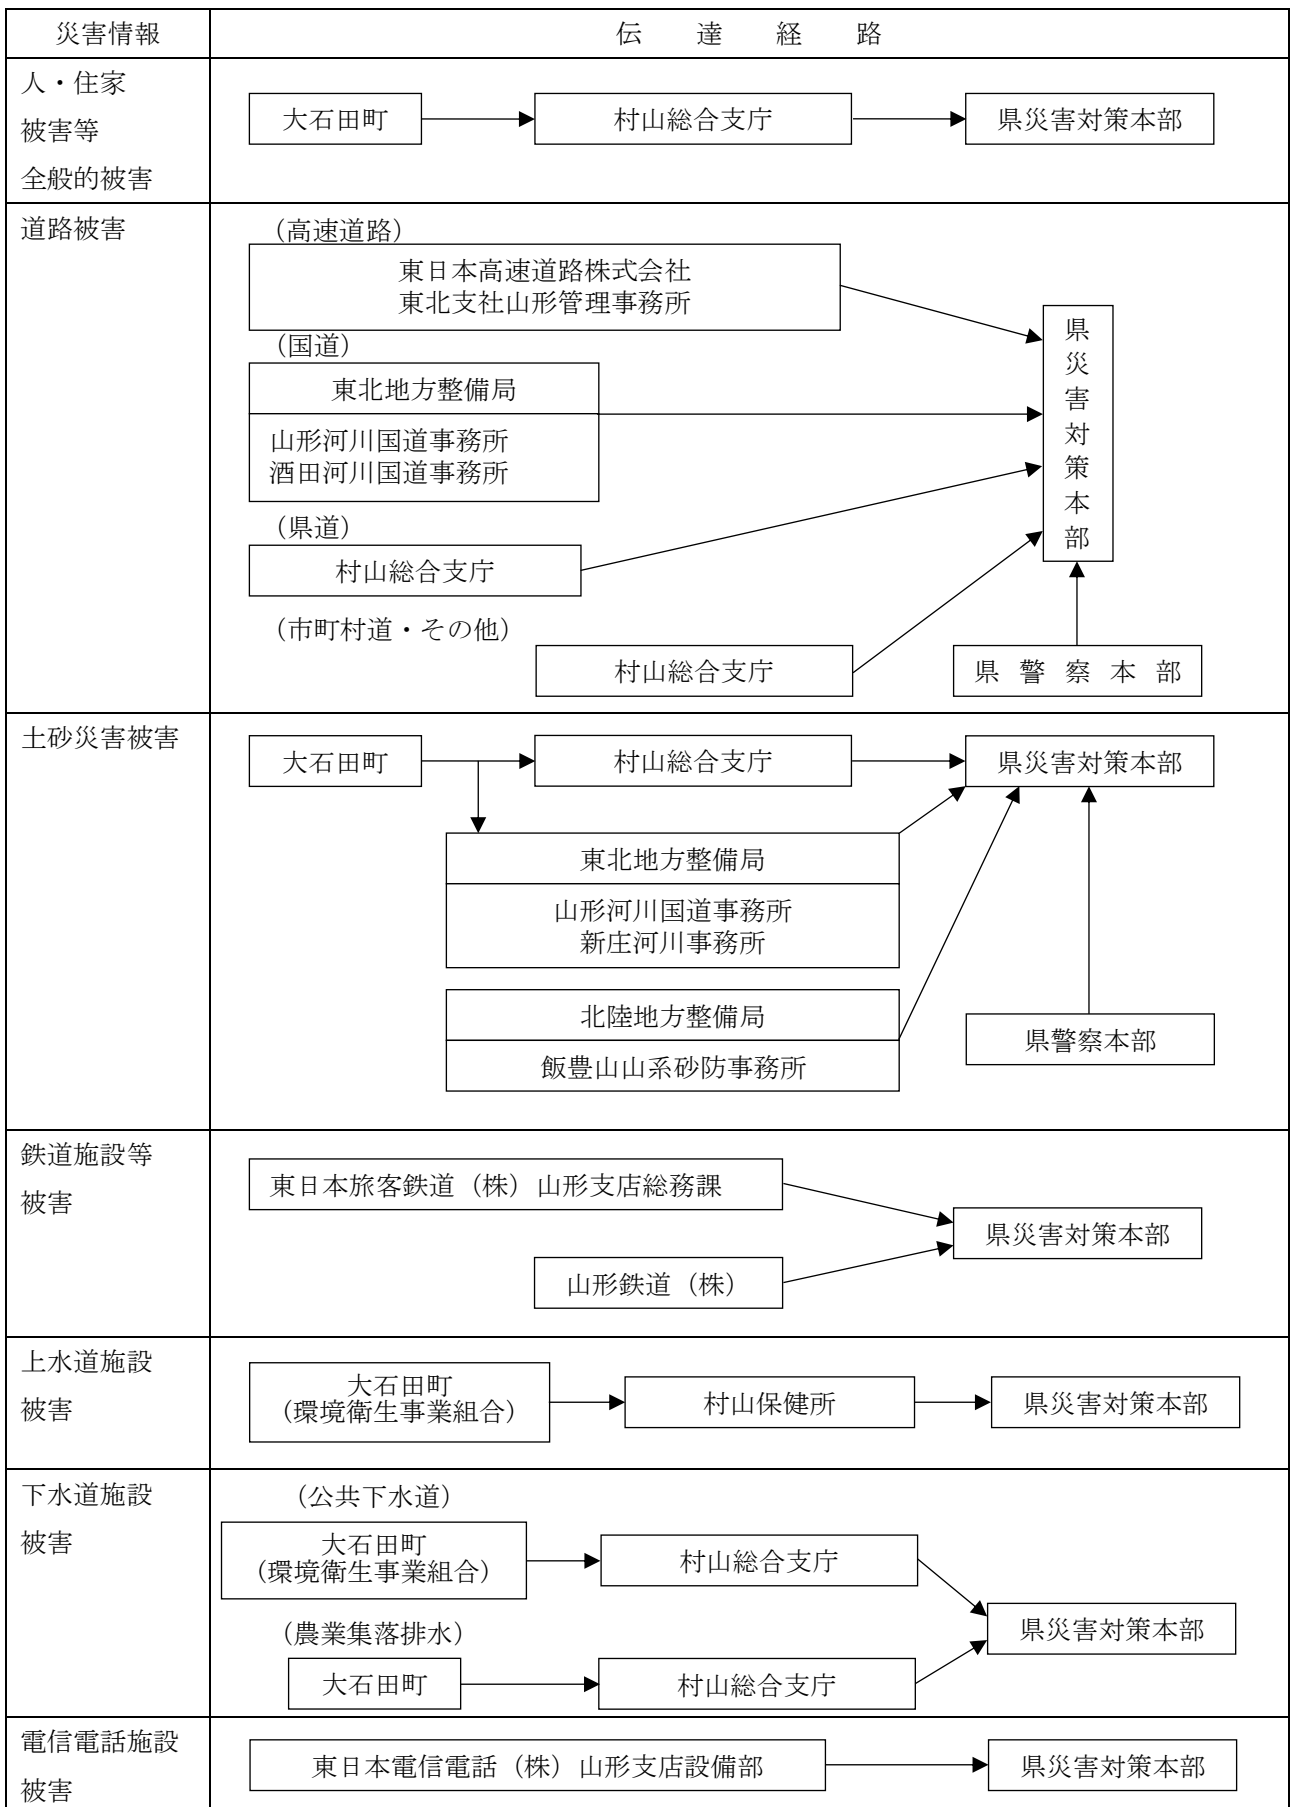 災害情報
伝達経路
人・住家
被害等
全般的被害
大石田町
村山総合支庁
県災害対策本部
道路被害
（高速道路）
東日本高速道路株式会社
東北支社山形管理事務所
（国道）
東北地方整備局
山形河川国道事務所
酒田河川国道事務所
（県道）
村山総合支庁
（市町村道・その他）
村山総合支庁
県災害対策本部
県警察本部
土砂災害被害
大石田町
村山総合支庁
県災害対策本部
東北地方整備局
山形河川国道事務所
新庄河川事務所
北陸地方整備局
飯豊山山系砂防事務所
県警察本部
鉄道施設等
被害
東日本旅客鉄道（株）山形支店総務課
山形鉄道（株）
県災害対策本部
上水道施設
被害
大石田町
（環境衛生事業組合）
村山保健所
県災害対策本部
下水道施設
被害
（公共下水道）
大石田町
（環境衛生事業組合）
村山総合支庁
（農業集落排水）
大石田町
村山総合支庁
県災害対策本部
電信電話施設
被害
東日本電信電話（株）山形支店設備部
県災害対策本部